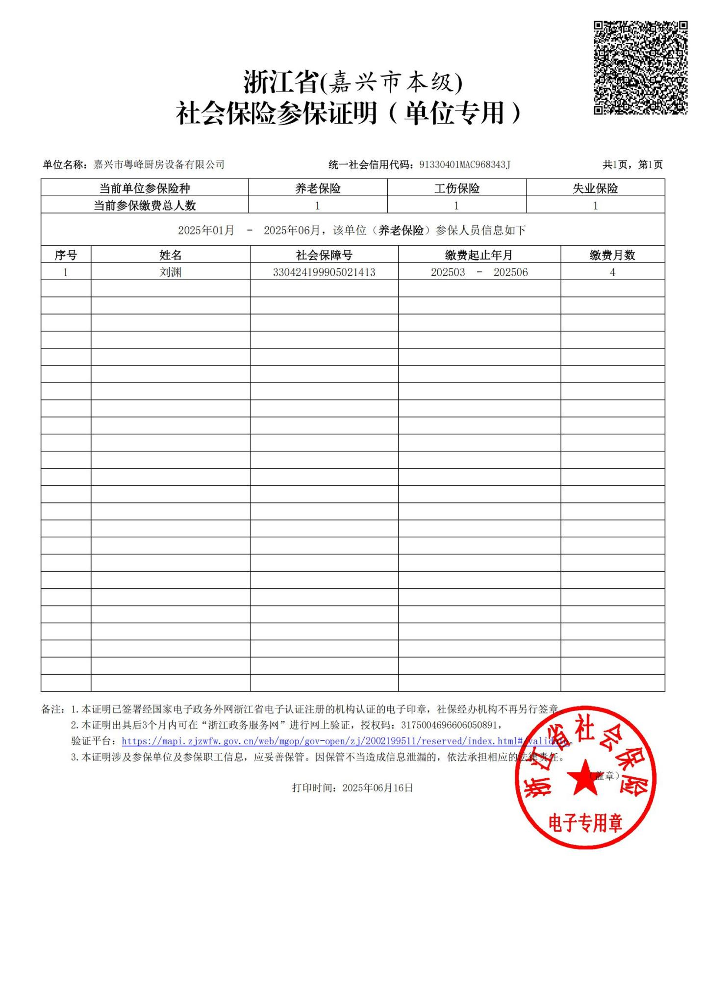 浙江省(嘉兴市本级)
社会保险参保证明（单位专用）
单位名称：嘉兴市粤峰厨房设备有限公司 统一社会信用代码：91330401MAC968343J 共1页，第1页
当前单位参保险种 养老保险 工伤保险 失业保险
当前参保缴费总人数 1 1 1
2025年01月 - 2025年06月，该单位（养老保险）参保人员信息如下
序号 姓名 社会保障号 缴费起止年月 缴费月数
1 刘渊 330424199905021413 202503 - 202506 4
备注：1.本证明已签署经国家电子政务外网浙江省电子认证注册的机构认证的电子印章，社保经办机构不再另行签章。
2.本证明出具后3个月内可在“浙江政务服务网”进行网上验证，授权码：3175004696606050891，
验证平台：https://mapi.zjzwfw.gov.cn/web/mgop/gov-open/zj/2002199511/reserved/index.html#/validate。
3.本证明涉及参保单位及参保职工信息，应妥善保管。因保管不当造成信息泄漏的，依法承担相应的法律责任。
（盖章）
打印时间：2025年06月16日
浙江省社会保险
电子专用章